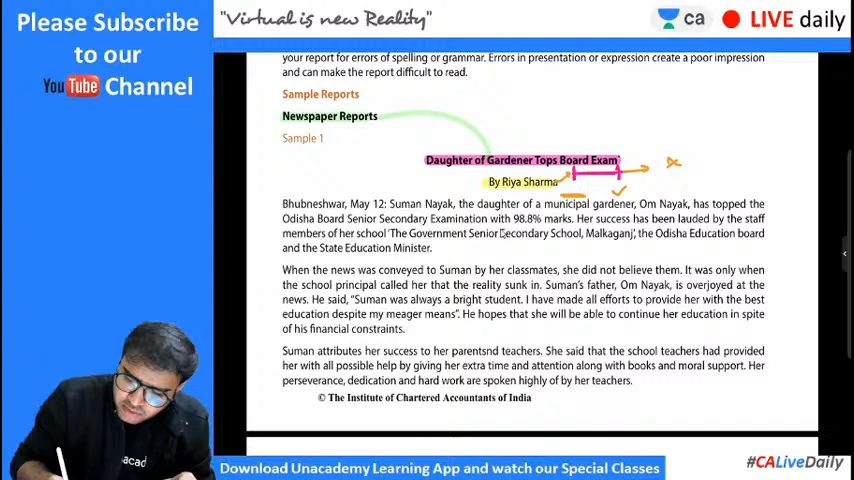 Please Subscribe
to our
YouTube Channel
"Virtual is new Reality"
ca
LIVE daily
your report for errors of spelling or grammar. Errors in presentation or expression create a poor impression
and can make the report difficult to read.
Sample Reports
Newspaper Reports
Sample 1
Daughter of Gardener Tops Board Exam
By Riya Sharma
Bhubneshwar, May 12: Suman Nayak, the daughter of a municipal gardener, Om Nayak, has topped the
Odisha Board Senior Secondary Examination with 98.8% marks. Her success has been lauded by the staff
members of her school 'The Government Senior Secondary School, Malkaganj', the Odisha Education board
and the State Education Minister.
When the news was conveyed to Suman by her classmates, she did not believe them. It was only when
the school principal called her that the reality sunk in. Suman's father, Om Nayak, is overjoyed at the
news. He said, "Suman was always a bright student. I have made all efforts to provide her with the best
education despite my meager means". He hopes that she will be able to continue her education in spite
of his financial constraints.
Suman attributes her success to her parentsnd teachers. She said that the school teachers had provided
her with all possible help by giving her extra time and attention along with books and moral support. Her
perseverance, dedication and hard work are spoken highly of by her teachers.
© The Institute of Chartered Accountants of India
unacad
Download Unacademy Learning App and watch our Special Classes
#CALiveDaily